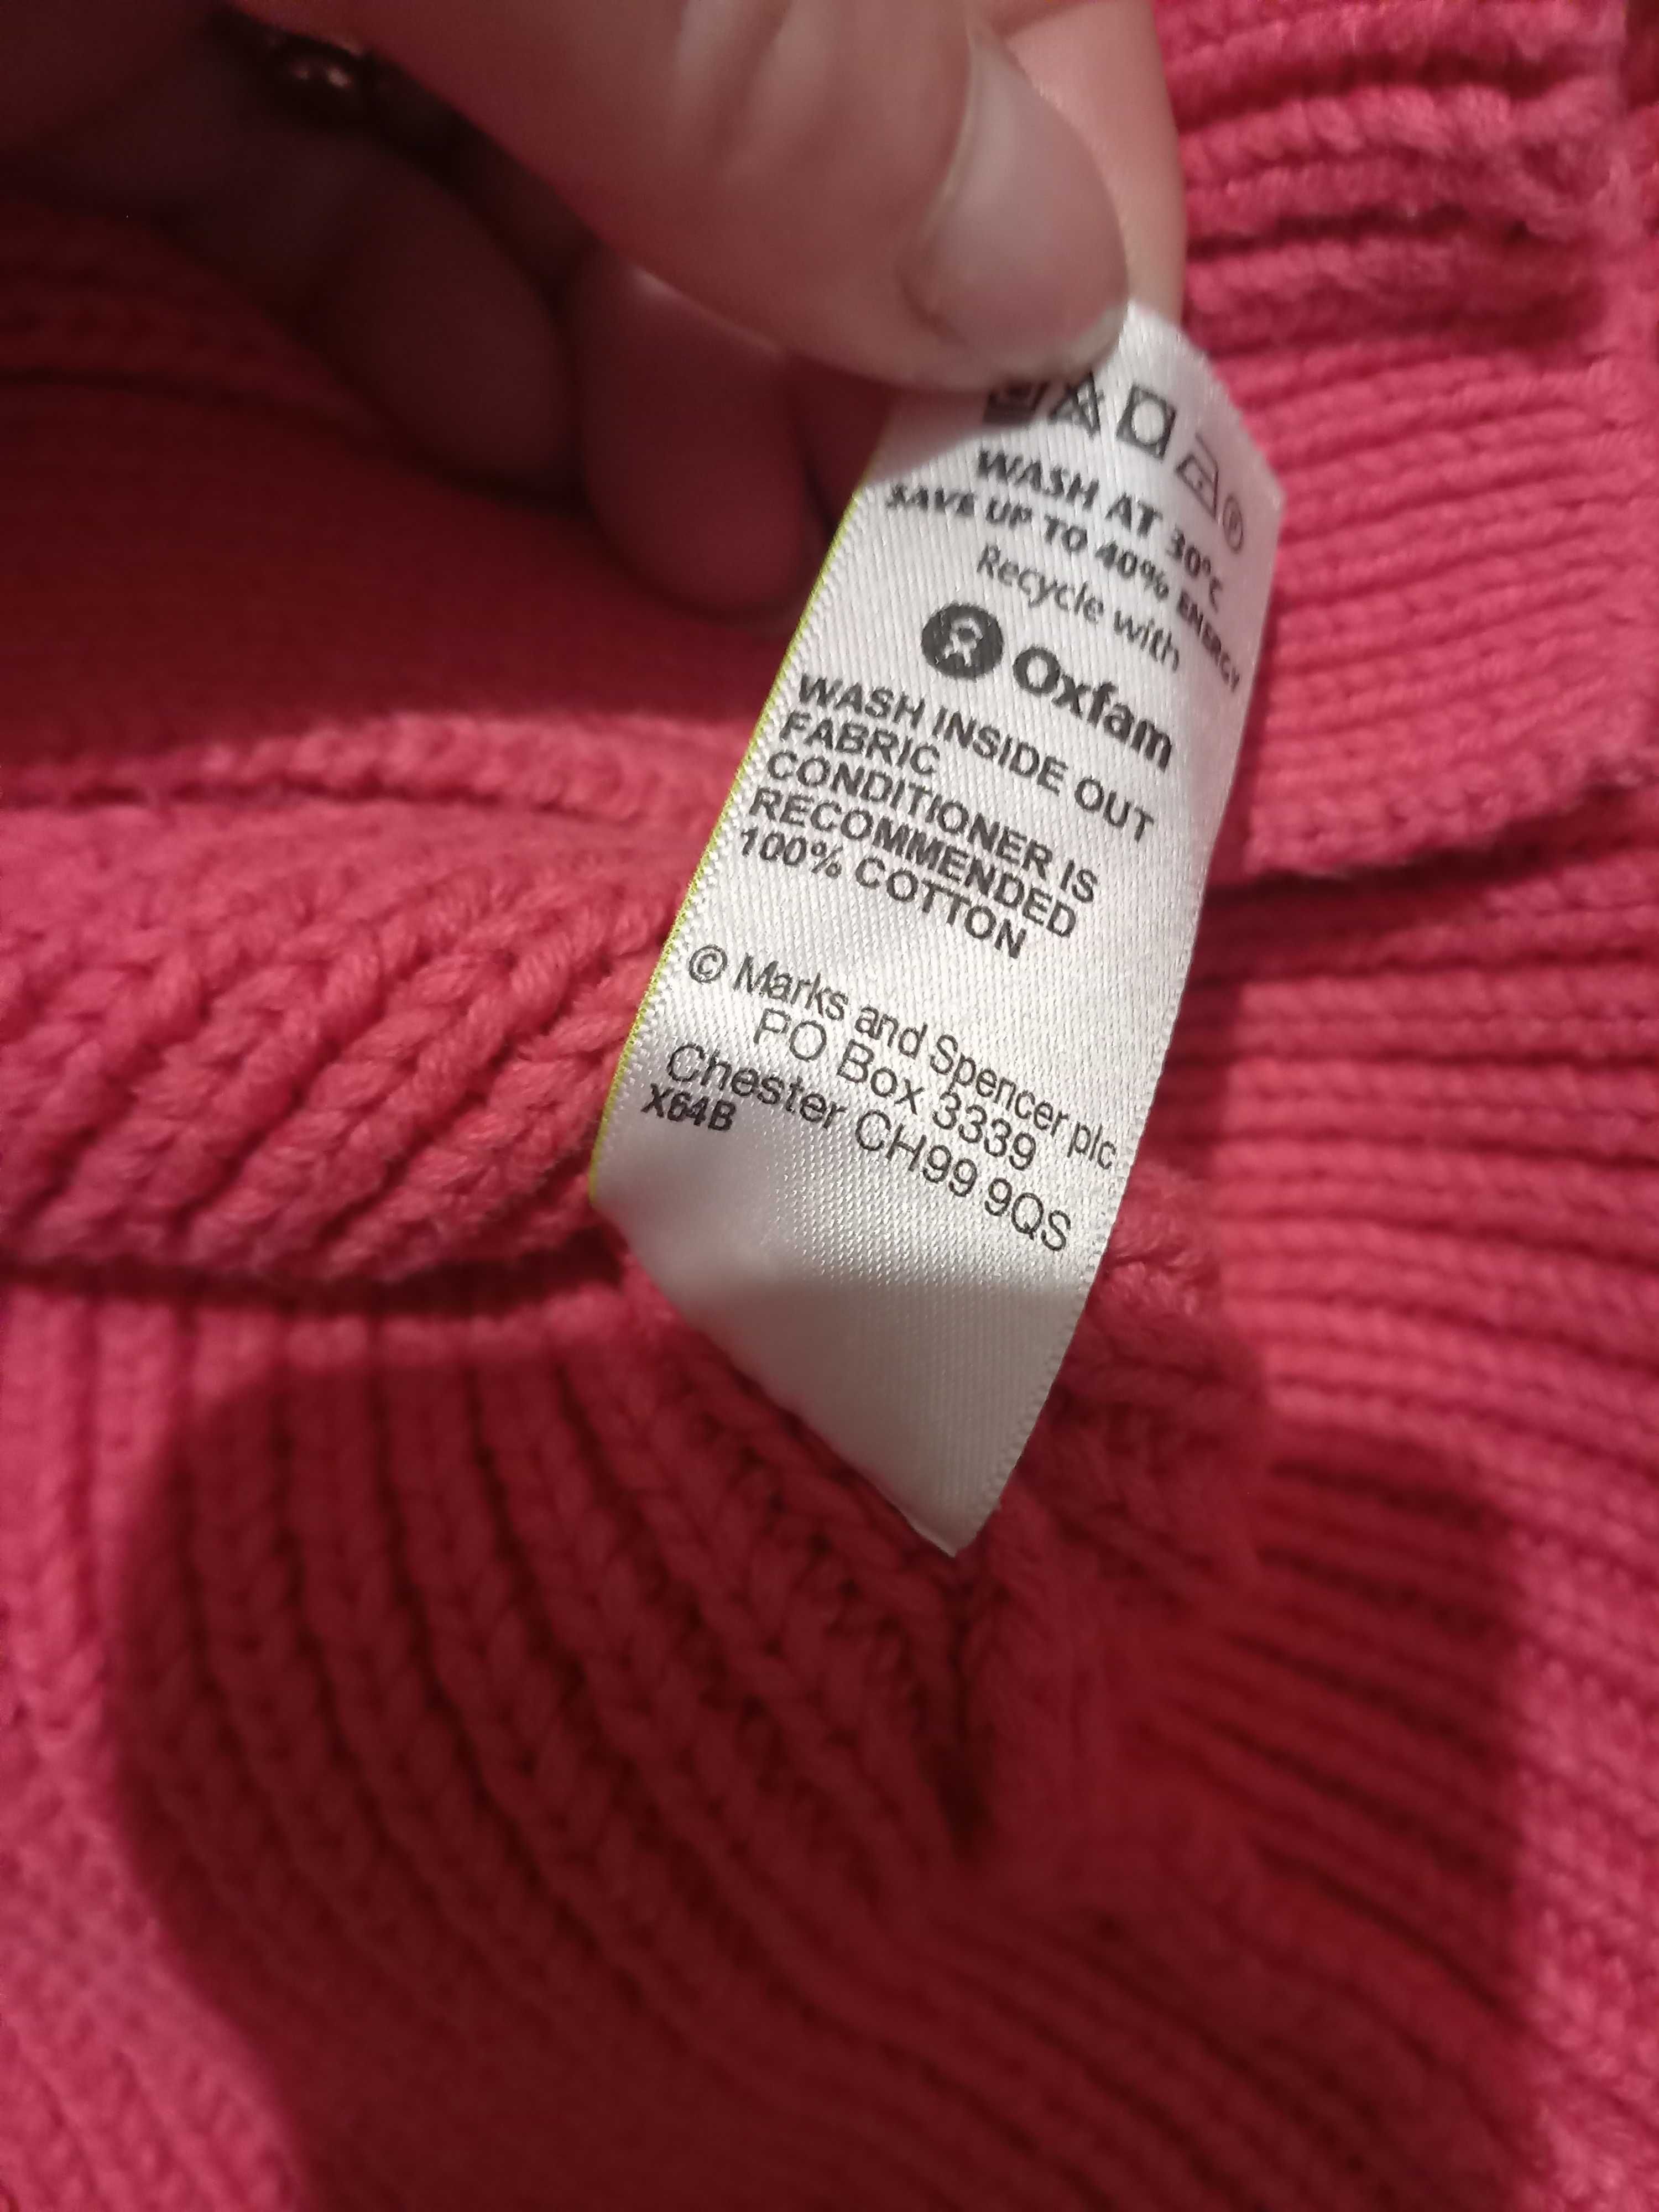 WASH AT 30°C
SAVE UP TO 40% ENERGY
Recycle with
Oxfam
WASH INSIDE OUT
FABRIC
CONDITIONER IS
RECOMMENDED
100% COTTON
© Marks and Spencer plc
PO Box 3339
Chester CH99 9QS
X64B